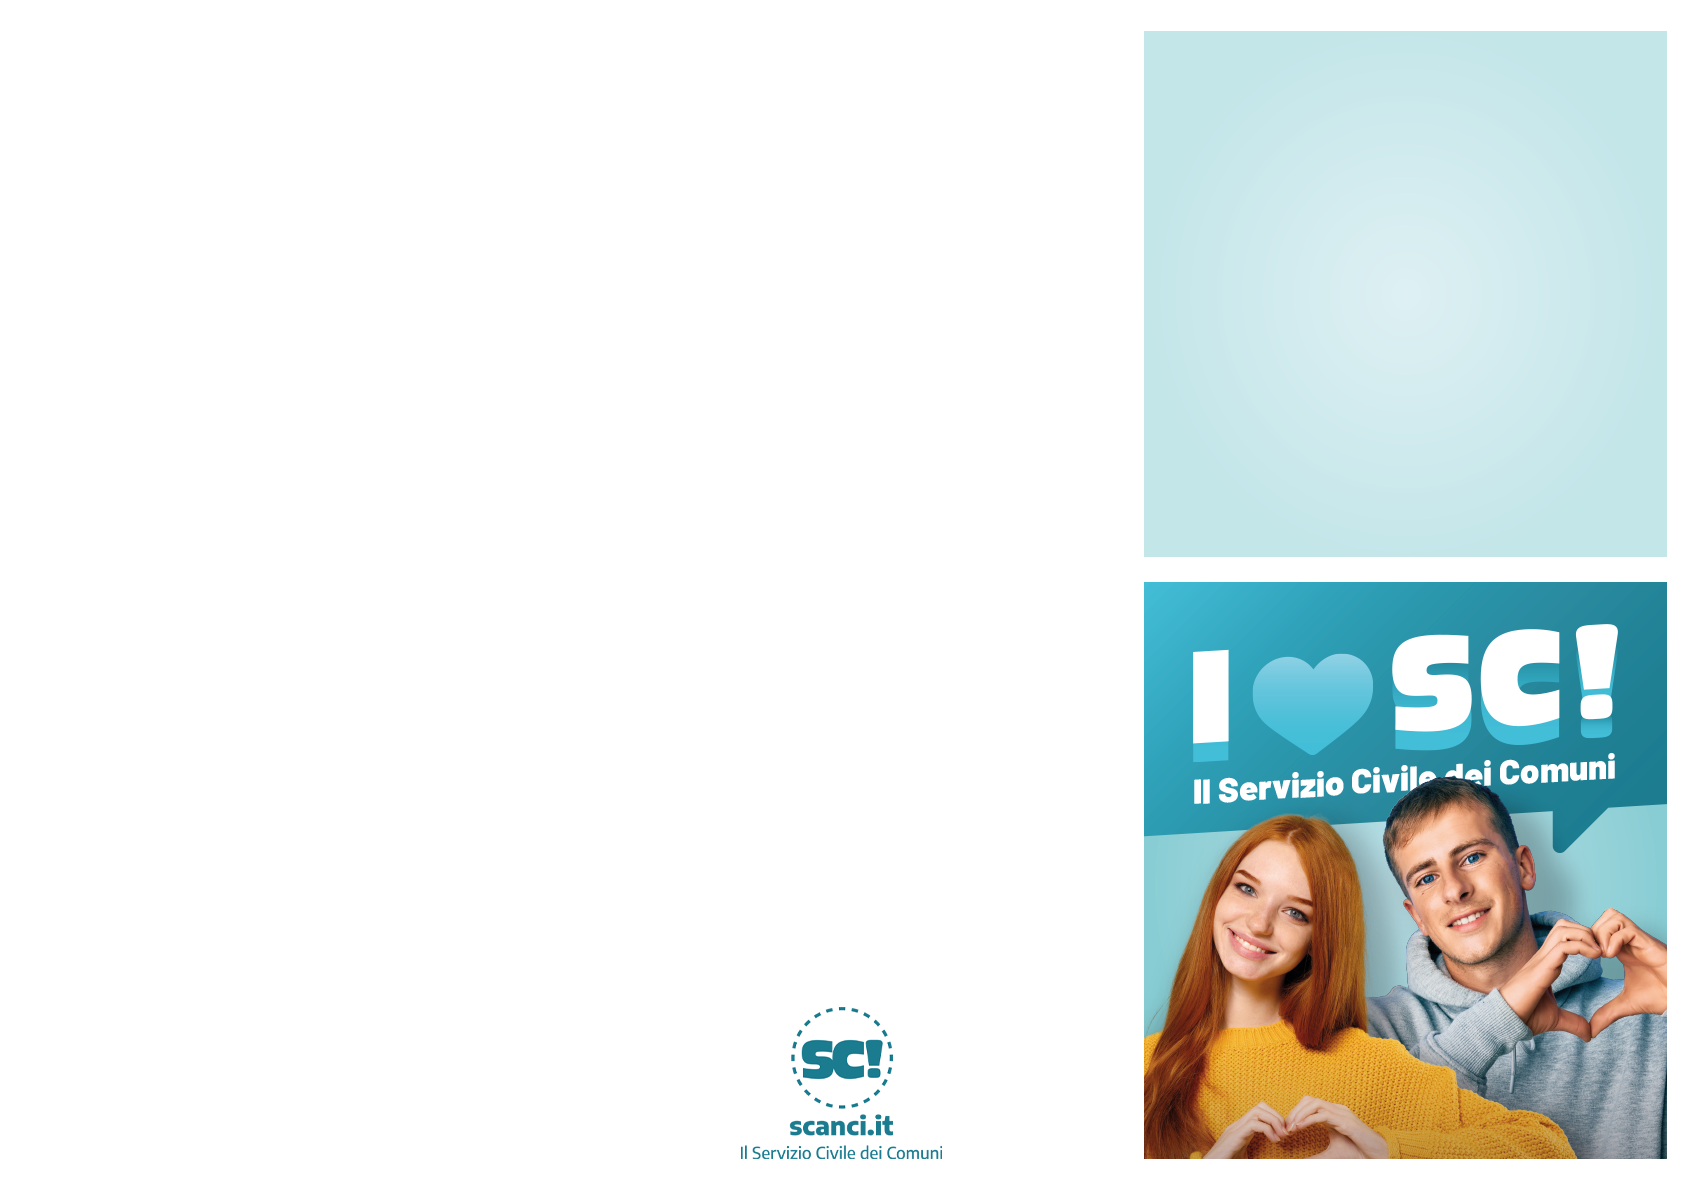 I SC!
Il Servizio Civile dei Comuni
SC!
scanci.it
Il Servizio Civile dei Comuni